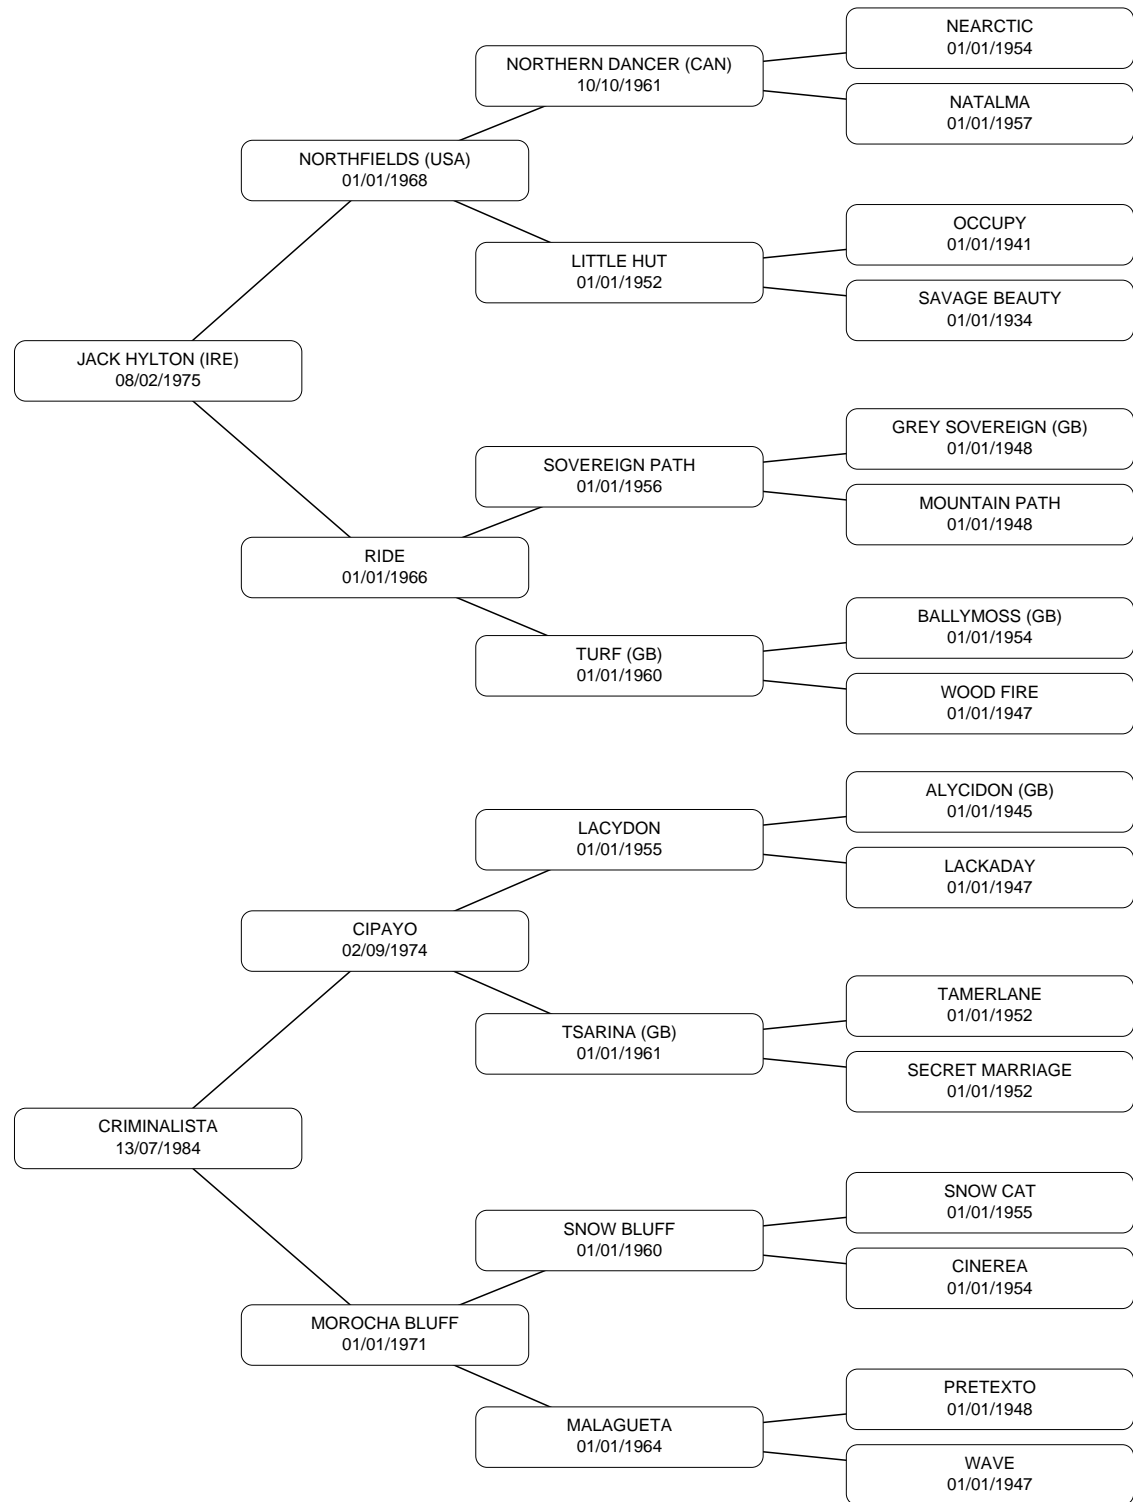 NEARCTIC
01/01/1954
NORTHERN DANCER (CAN)
10/10/1961
NATALMA
01/01/1957
NORTHFIELDS (USA)
01/01/1968
OCCUPY
01/01/1941
LITTLE HUT
01/01/1952
SAVAGE BEAUTY
01/01/1934
JACK HYLTON (IRE)
08/02/1975
GREY SOVEREIGN (GB)
01/01/1948
SOVEREIGN PATH
01/01/1956
MOUNTAIN PATH
01/01/1948
RIDE
01/01/1966
BALLYMOSS (GB)
01/01/1954
TURF (GB)
01/01/1960
WOOD FIRE
01/01/1947
ALYCIDON (GB)
01/01/1945
LACYDON
01/01/1955
LACKADAY
01/01/1947
CIPAYO
02/09/1974
TAMERLANE
01/01/1952
TSARINA (GB)
01/01/1961
SECRET MARRIAGE
01/01/1952
CRIMINALISTA
13/07/1984
SNOW CAT
01/01/1955
SNOW BLUFF
01/01/1960
CINEREA
01/01/1954
MOROCHA BLUFF
01/01/1971
PRETEXTO
01/01/1948
MALAGUETA
01/01/1964
WAVE
01/01/1947